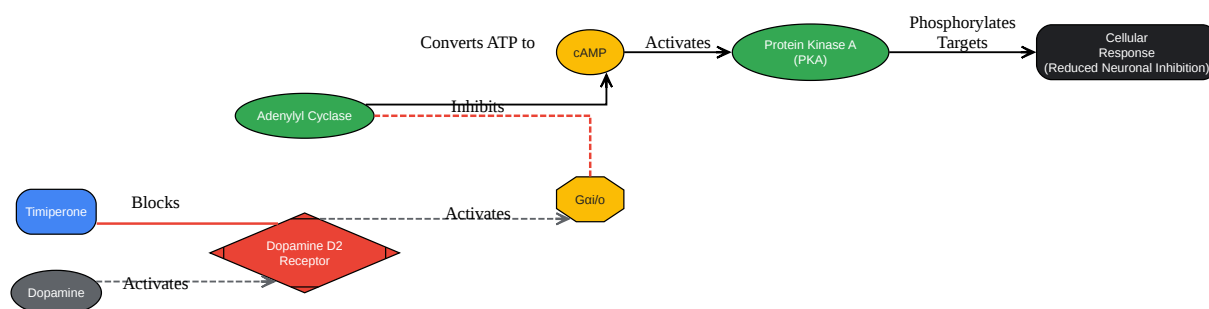 Phosphorylates
Targets
Converts ATP to
cAMP
Activates
Protein Kinase A
(PKA)
Cellular
Response
(Reduced Neuronal Inhibition)
Adenylyl Cyclase
Inhibits
Timiperone
Blocks
Gαi/o
Activates
Dopamine D2
Receptor
Dopamine
Activates